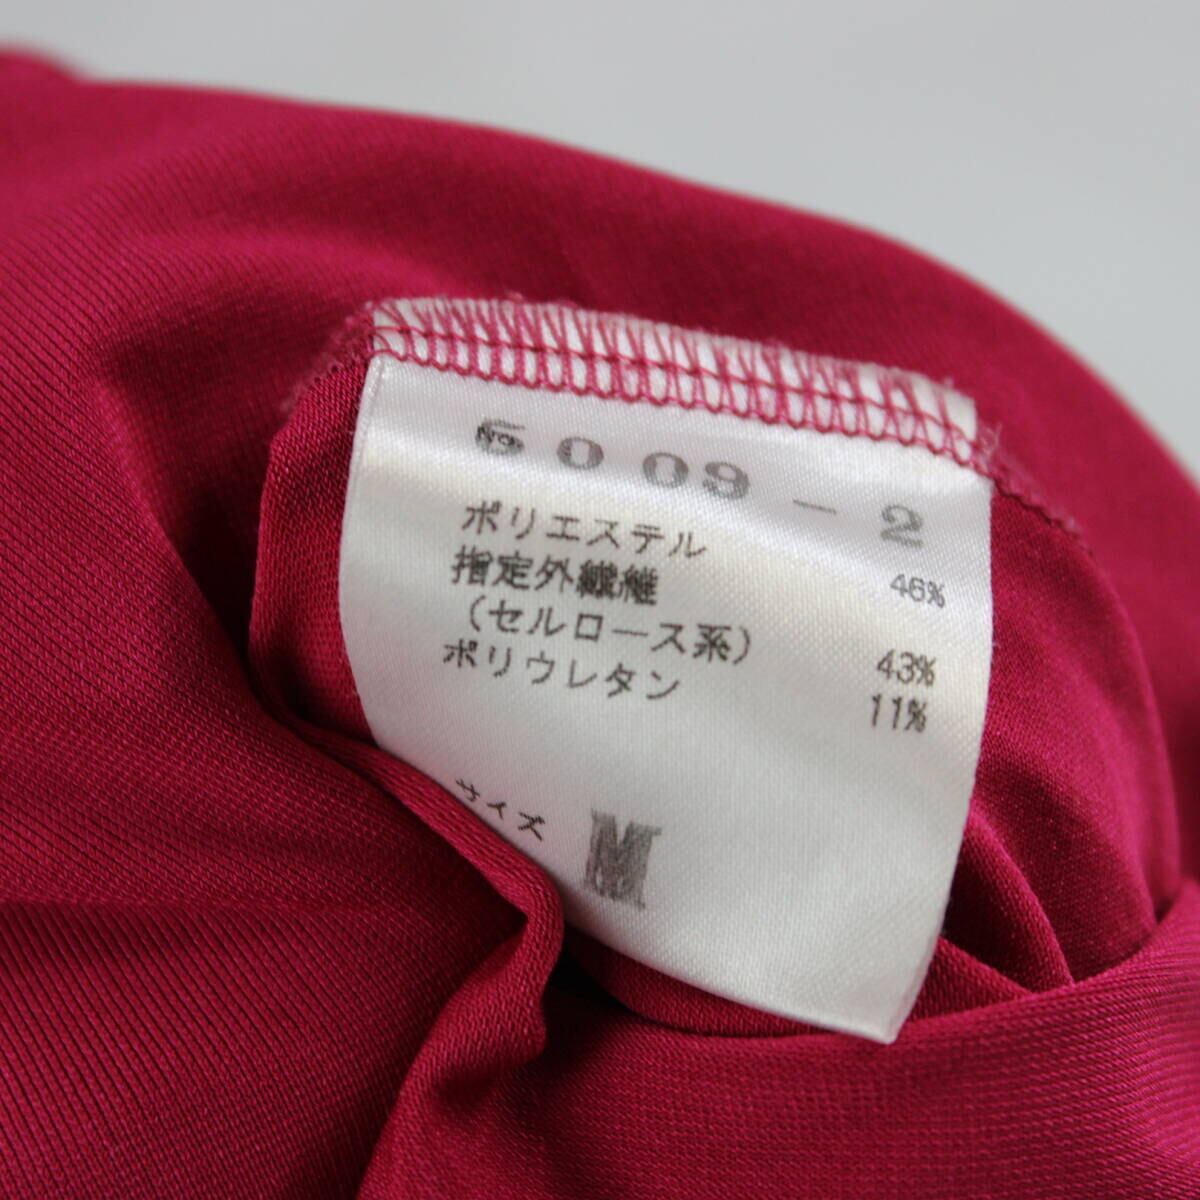 5009-2
ポリエステル 46%
指定外繊維
(セルロース系) 43%
ポリウレタン 11%
サイズ M